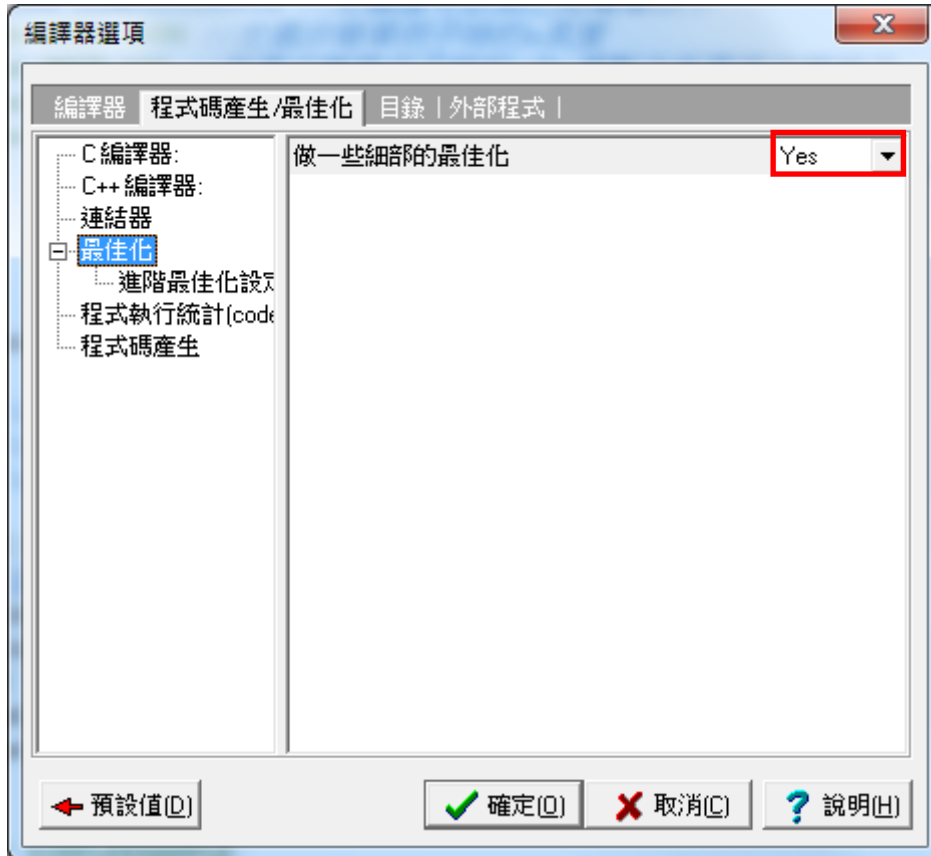 編譯器選項
編譯器 程式碼產生/最佳化 目錄 外部程式
C 編譯器:
C++ 編譯器:
連結器
最佳化
進階最佳化設定
程式執行統計(code
程式碼產生
做一些細部的最佳化 Yes
預設值(D) 確定(O) 取消(C) 說明(H)